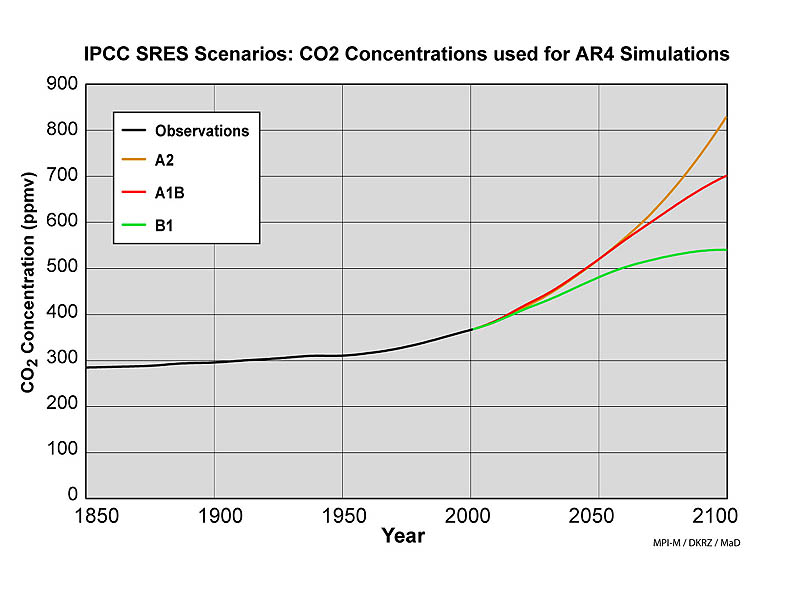 IPCC SRES Scenarios: CO2 Concentrations used for AR4 Simulations
900
800
700
600
500
400
300
200
100
0
CO2 Concentration (ppmv)
Observations
A2
A1B
B1
1850 1900 1950 2000 2050 2100
Year
MPI-M / DKRZ / MaD